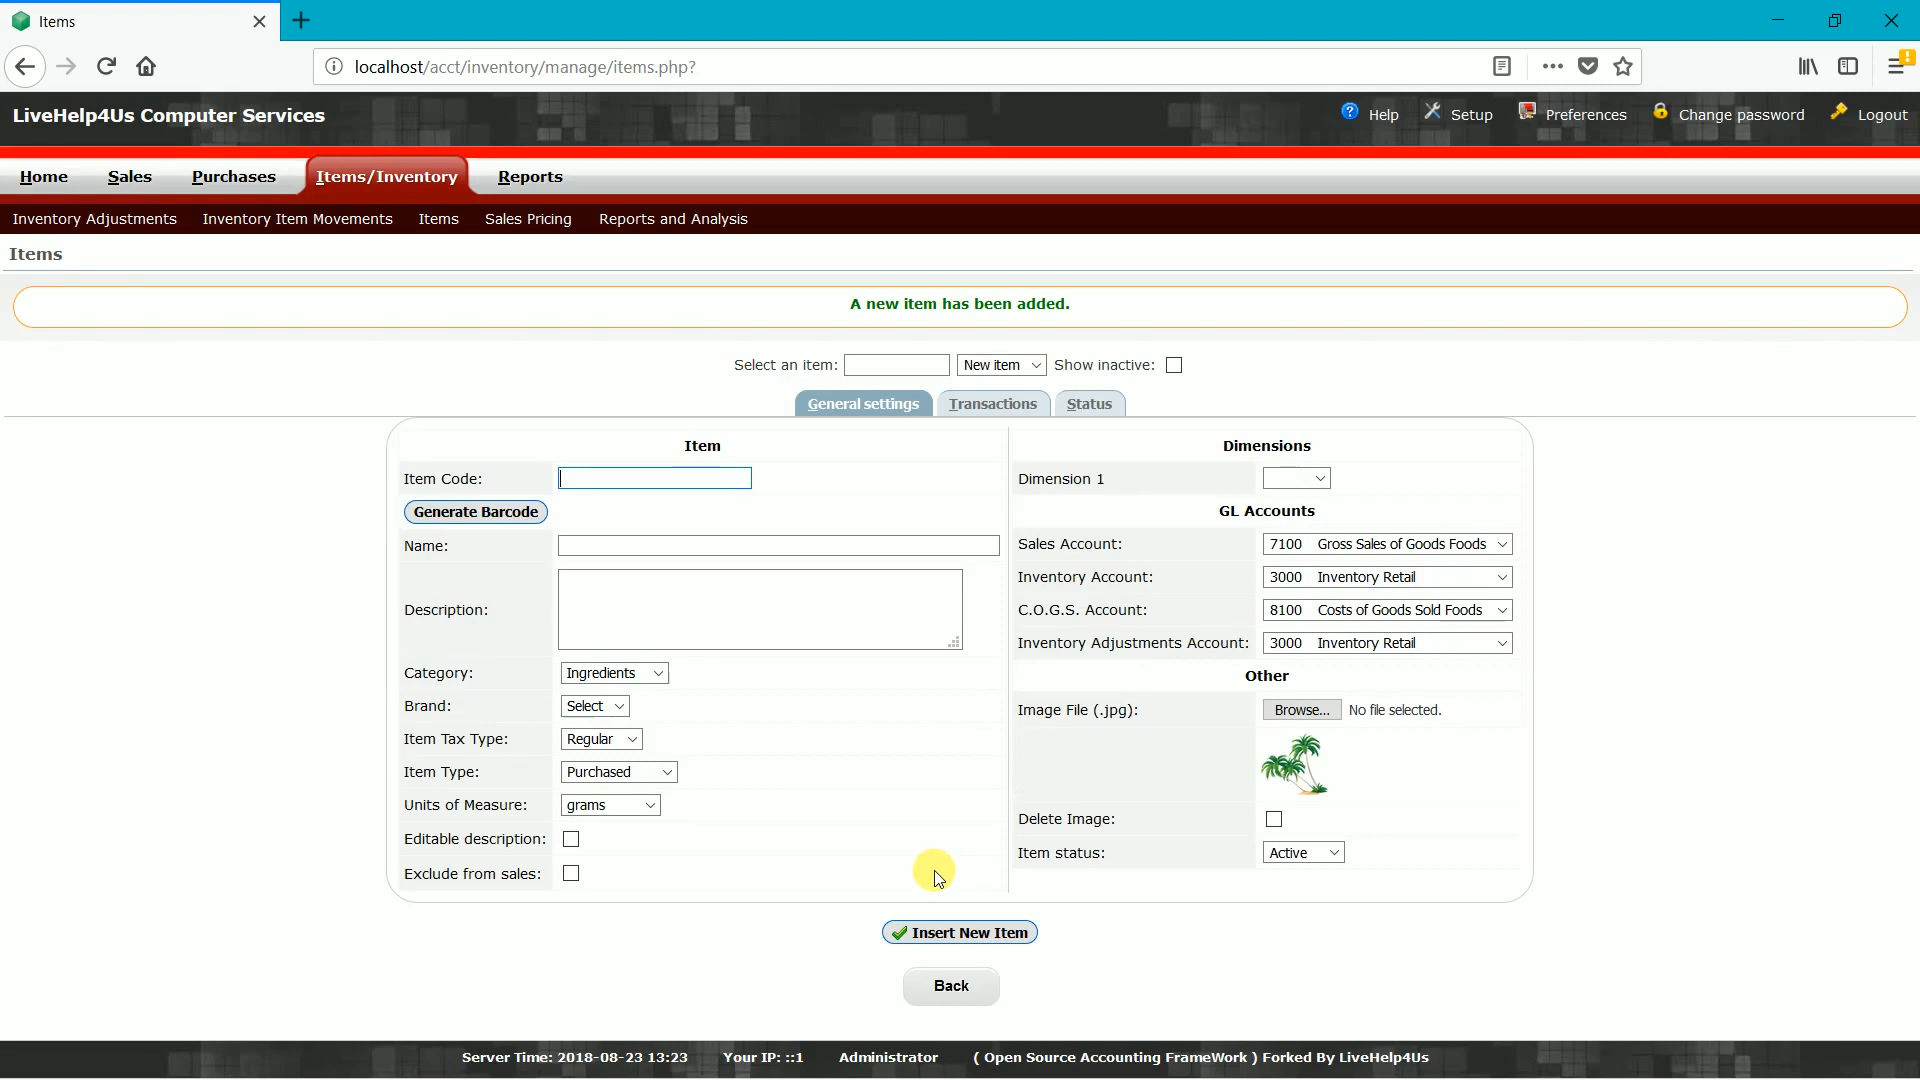 Items
localhost/acct/inventory/manage/items.php?
LiveHelp4Us Computer Services
Help Setup Preferences Change password Logout
Home Sales Purchases Items/Inventory Reports
Inventory Adjustments Inventory Item Movements Items Sales Pricing Reports and Analysis
Items
A new item has been added.
Select an item: New item Show inactive:
General settings Transactions Status
Item
Item Code:
Generate Barcode
Name:
Description:
Category: Ingredients
Brand: Select
Item Tax Type: Regular
Item Type: Purchased
Units of Measure: grams
Editable description:
Exclude from sales:
Dimensions
Dimension 1
GL Accounts
Sales Account: 7100 Gross Sales of Goods Foods
Inventory Account: 3000 Inventory Retail
C.O.G.S. Account: 8100 Costs of Goods Sold Foods
Inventory Adjustments Account: 3000 Inventory Retail
Other
Image File (.jpg): Browse... No file selected.
Delete Image:
Item status: Active
Insert New Item
Back
Server Time: 2018-08-23 13:23 Your IP: ::1 Administrator ( Open Source Accounting FrameWork ) Forked By LiveHelp4Us